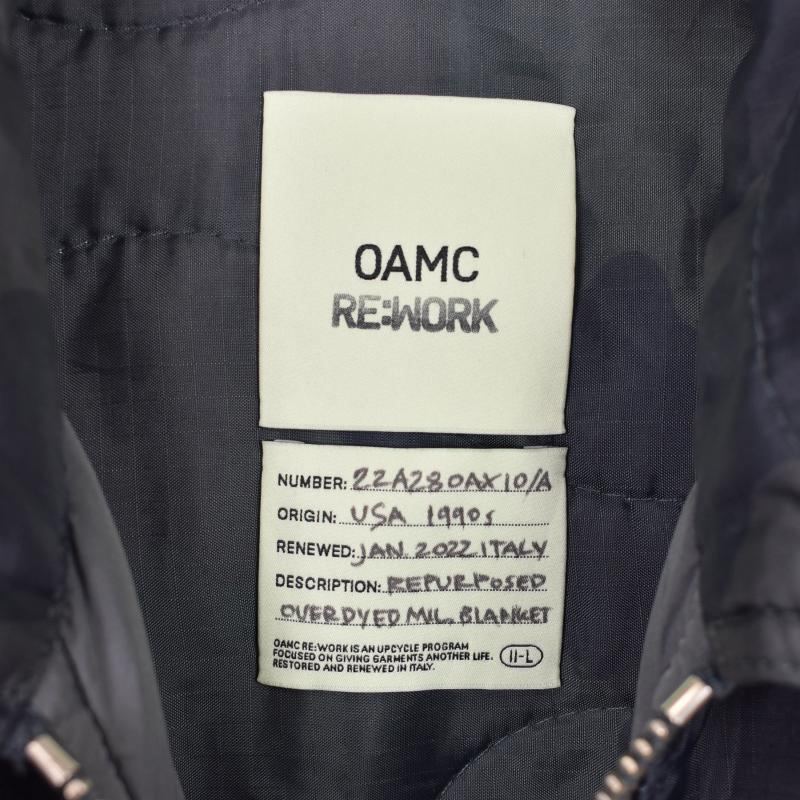 OAMC
RE:WORK
NUMBER: 22A280AX10/A
ORIGIN: USA 1990s
RENEWED: JAN. 2022 ITALY
DESCRIPTION: REPURPOSED
OVERDYED MIL. BLANKET
OAMC RE:WORK IS AN UPCYCLE PROGRAM
FOCUSED ON GIVING GARMENTS ANOTHER LIFE.
RESTORED AND RENEWED IN ITALY.
II-L